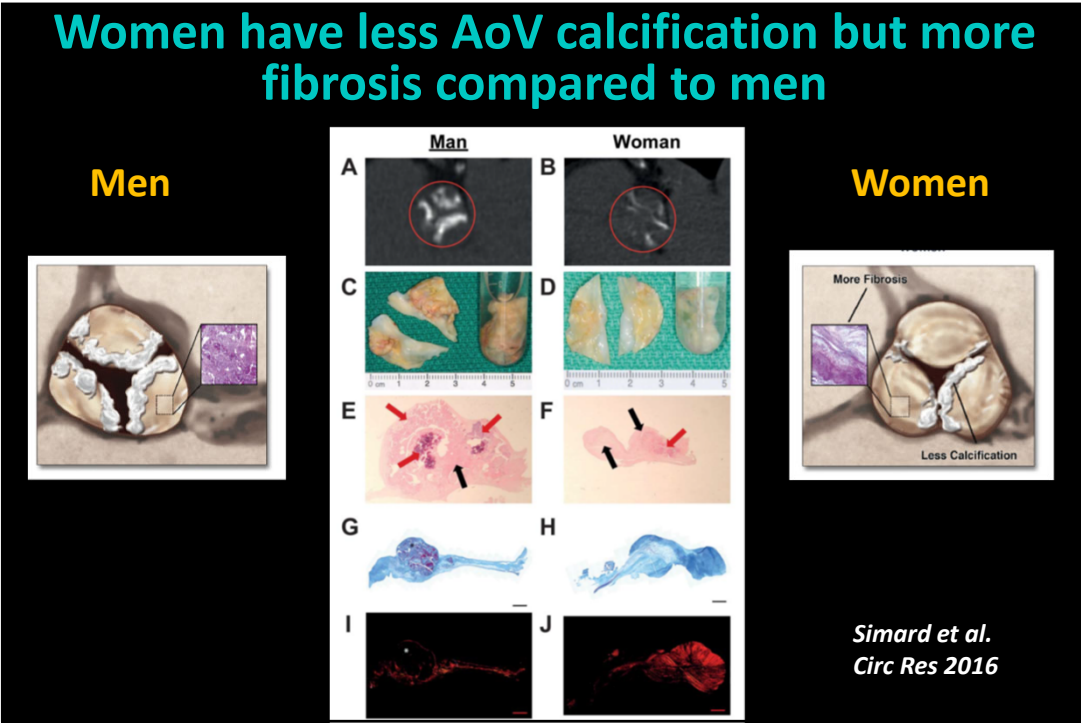 Women have less AoV calcification but more
fibrosis compared to men
Men
Women
Man
Woman
A
B
C
D
0 cm 1 2 3 4 5
0 cm 1 2 3 4 5
E
F
G
H
I
J
More Fibrosis
Less Calcification
Simard et al.
Circ Res 2016